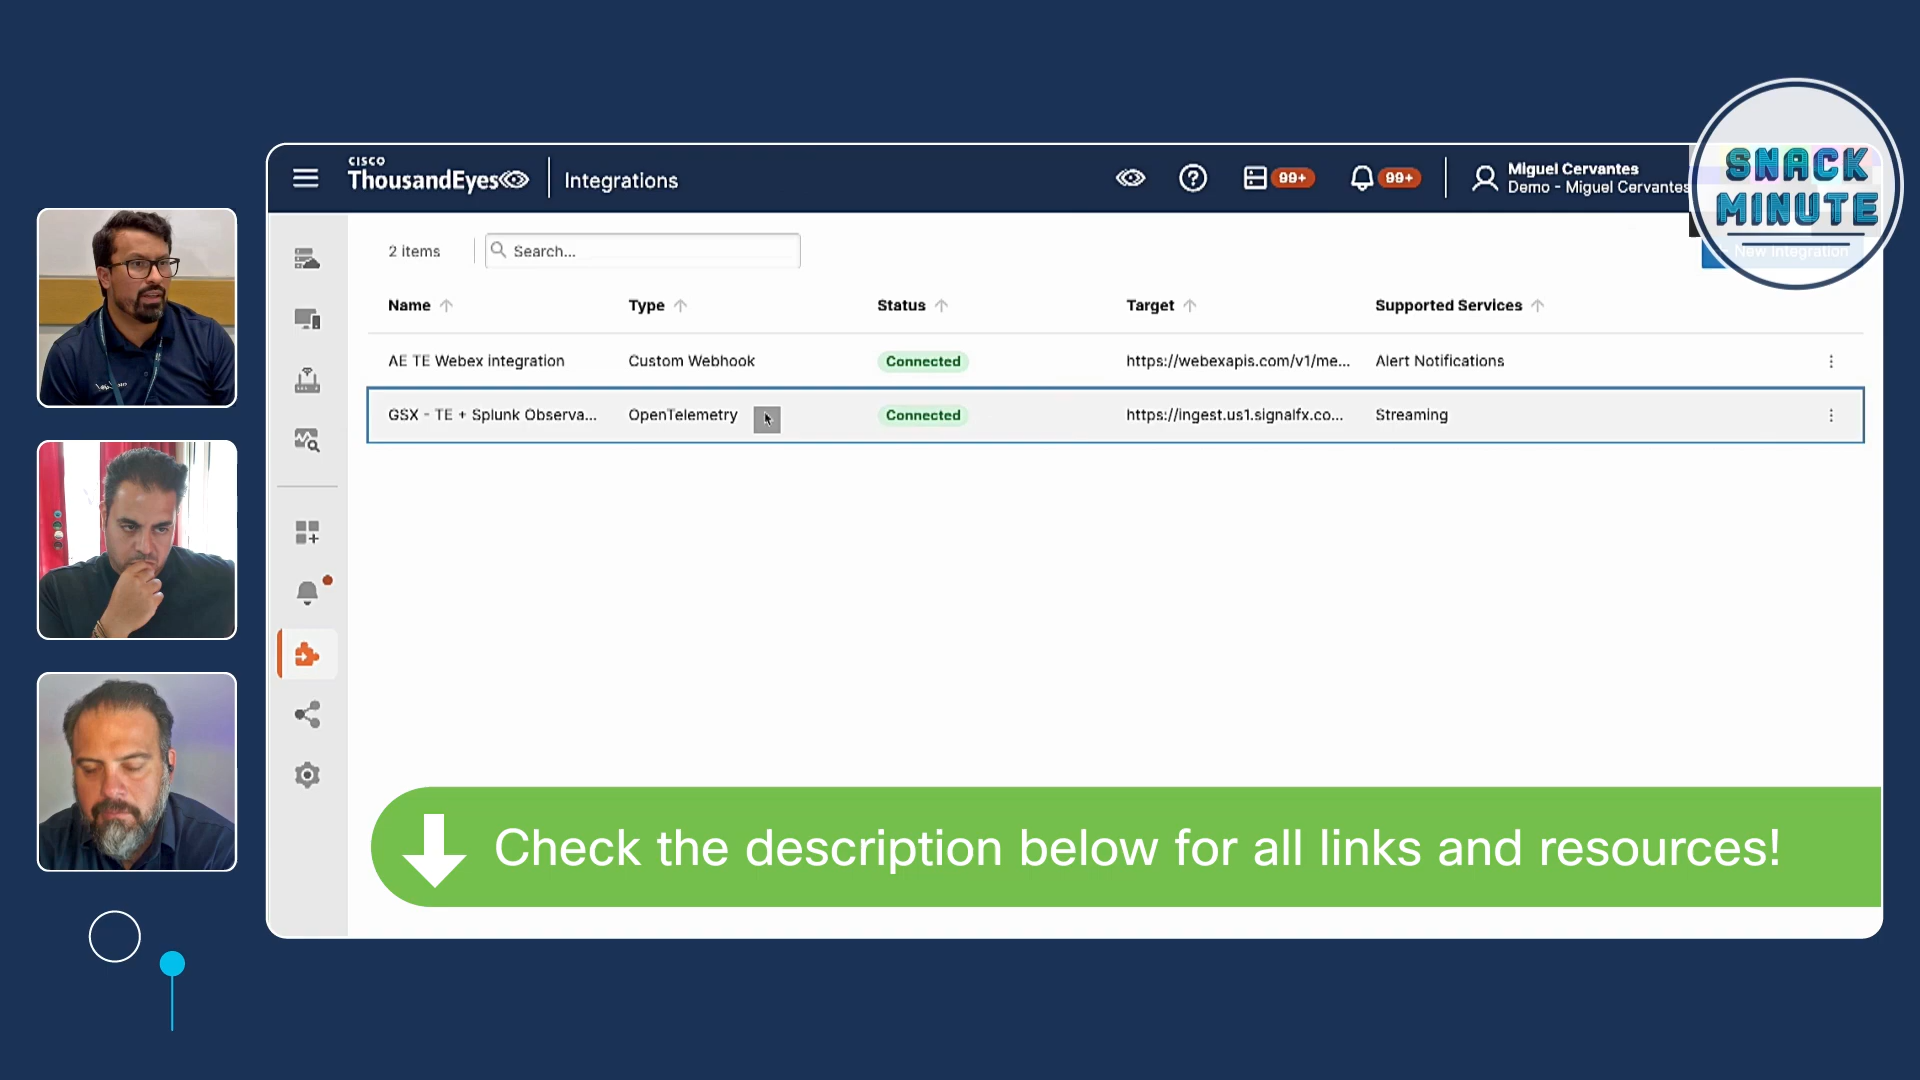 CISCO
ThousandEyes
Integrations
99+
99+
Miguel Cervantes
Demo - Miguel Cervantes
SNACK
MINUTE
2 items
Search...
New Integration
Name
Type
Status
Target
Supported Services
AE TE Webex integration
Custom Webhook
Connected
https://webexapis.com/v1/me...
Alert Notifications
GSX - TE + Splunk Observa...
OpenTelemetry
Connected
https://ingest.us1.signalfx.co...
Streaming
Check the description below for all links and resources!